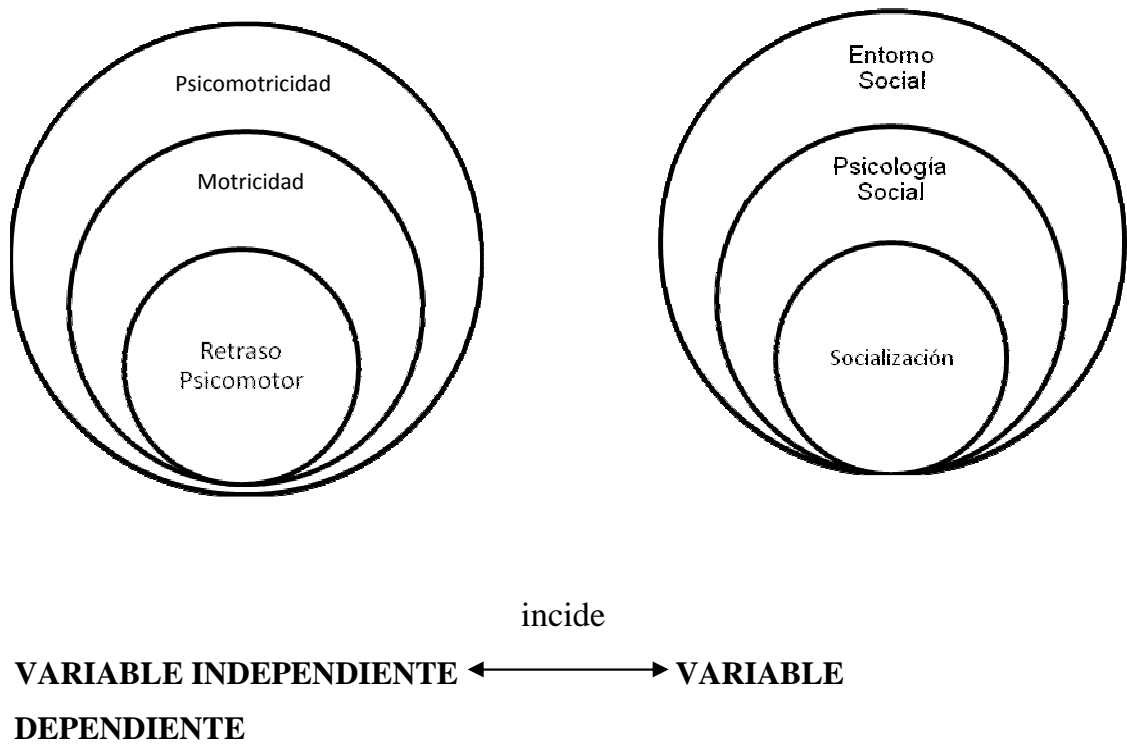 Psicomotricidad
Motricidad
Retraso
Psicomotor
Entorno
Social
Psicología
Social
Socialización
incide
VARIABLE INDEPENDIENTE VARIABLE
DEPENDIENTE